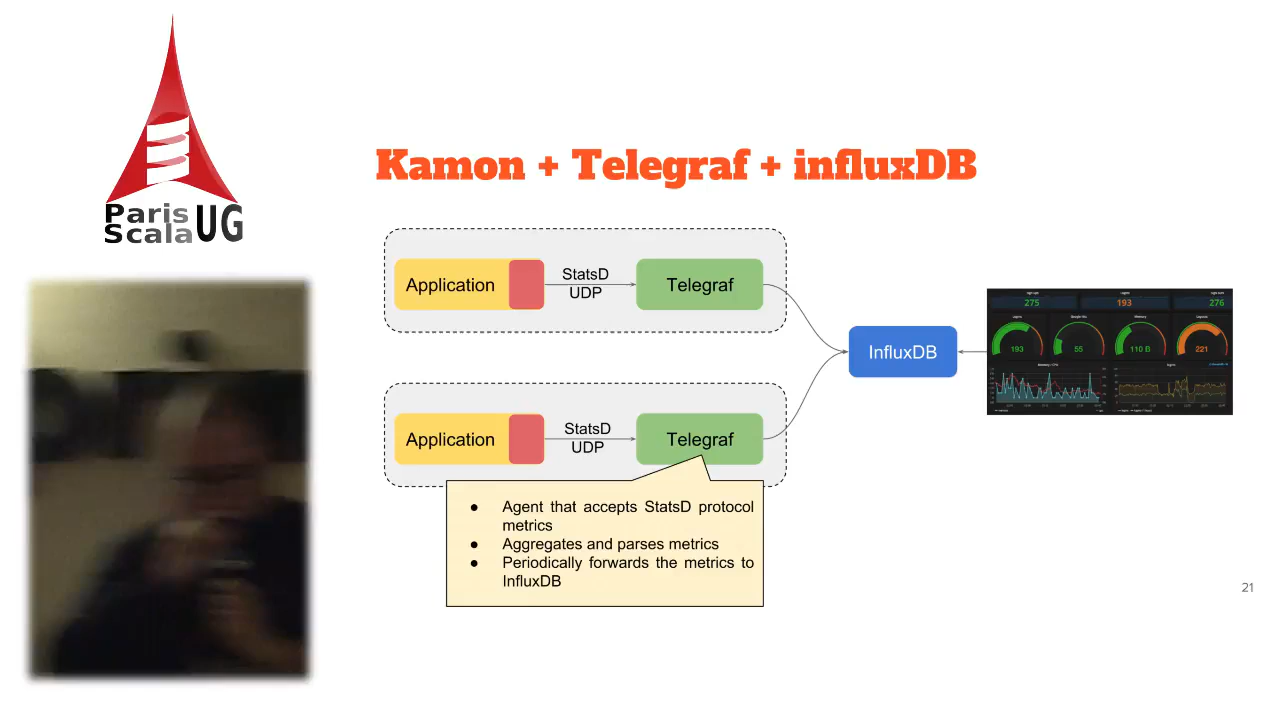 Paris
Scala UG
Kamon + Telegraf + influxDB
Application
StatsD
UDP
Telegraf
InfluxDB
275
193
276
193
55
110 B
221
Application
StatsD
UDP
Telegraf
● Agent that accepts StatsD protocol
metrics
● Aggregates and parses metrics
● Periodically forwards the metrics to
InfluxDB
21